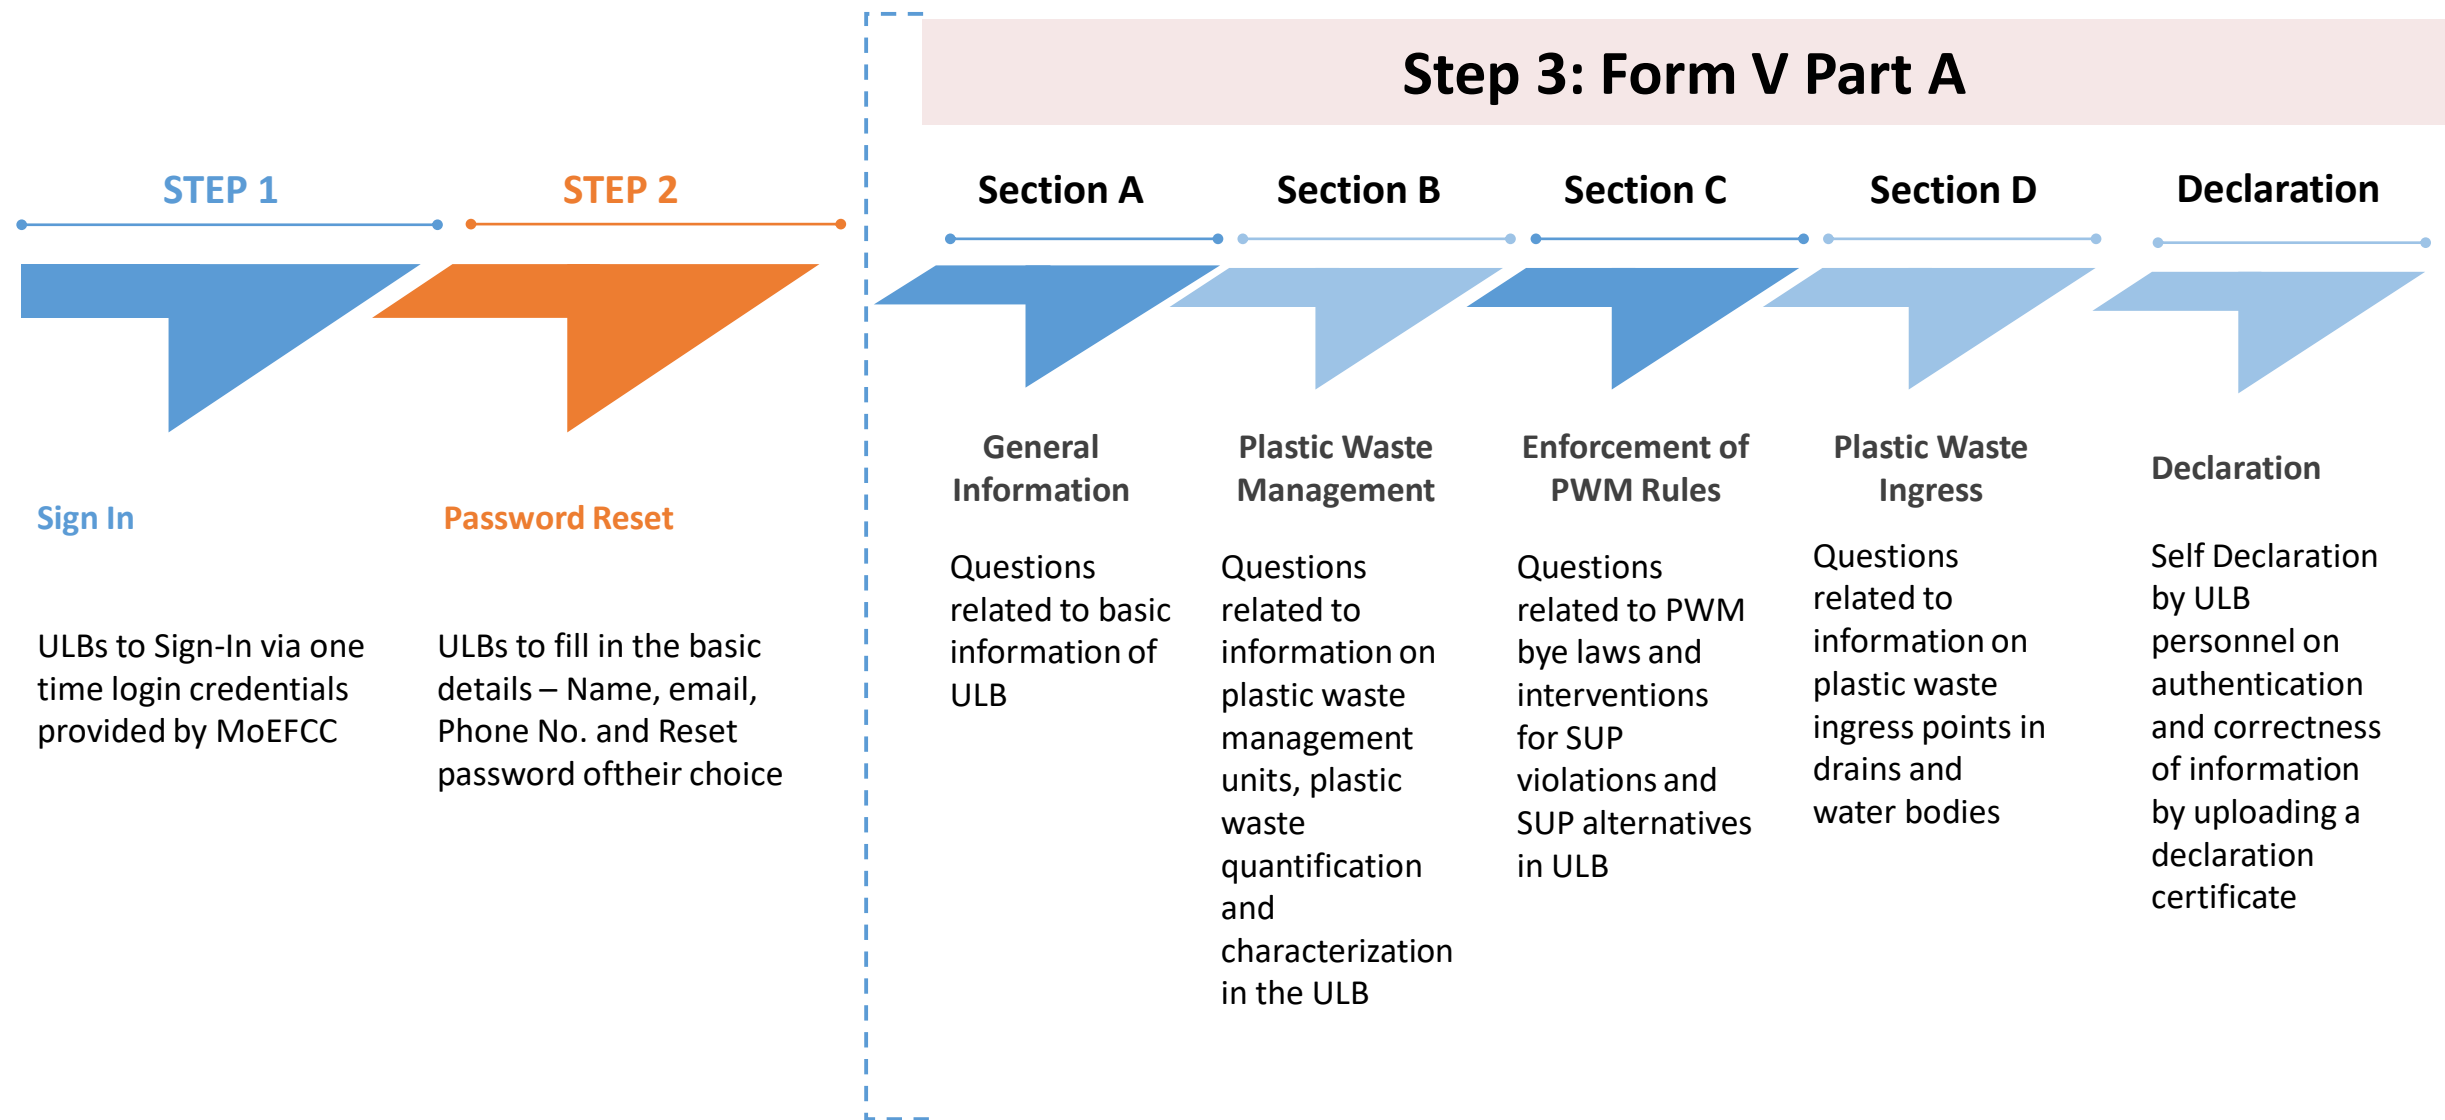 Step 3: Form V Part A
STEP 1
Sign In
ULBs to Sign-In via one
time login credentials
provided by MoEFCC
STEP 2
Password Reset
ULBs to fill in the basic
details – Name, email,
Phone No. and Reset
password oftheir choice
Section A
General
Information
Questions
related to basic
information of
ULB
Section B
Plastic Waste
Management
Questions
related to
information on
plastic waste
management
units, plastic
waste
quantification
and
characterization
in the ULB
Section C
Enforcement of
PWM Rules
Questions
related to PWM
bye laws and
interventions
for SUP
violations and
SUP alternatives
in ULB
Section D
Plastic Waste
Ingress
Questions
related to
information on
plastic waste
ingress points in
drains and
water bodies
Declaration
Declaration
Self Declaration
by ULB
personnel on
authentication
and correctness
of information
by uploading a
declaration
certificate